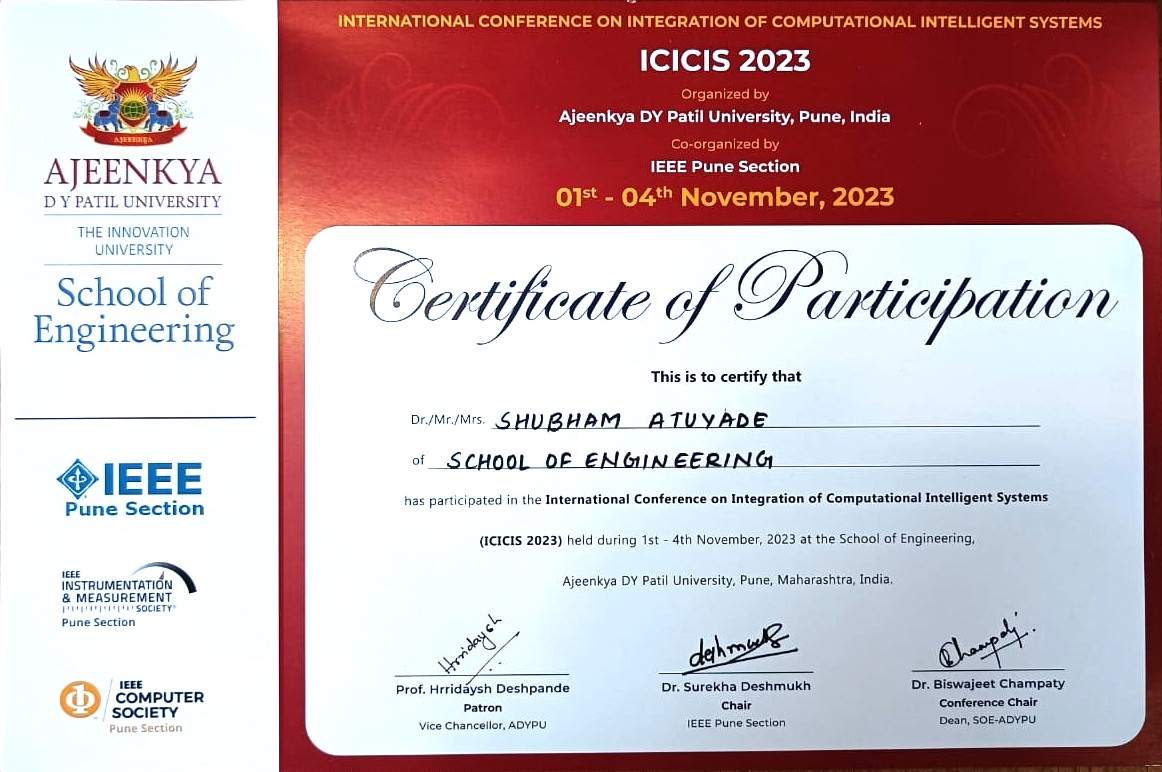 AJEENKYA
AJEENKYA
D Y PATIL UNIVERSITY
THE INNOVATION
UNIVERSITY
School of
Engineering
IEEE
Pune Section
IEEE
INSTRUMENTATION
& MEASUREMENT
SOCIETY®
Pune Section
IEEE
COMPUTER
SOCIETY
Pune Section
INTERNATIONAL CONFERENCE ON INTEGRATION OF COMPUTATIONAL INTELLIGENT SYSTEMS
ICICIS 2023
Organized by
Ajeenkya DY Patil University, Pune, India
Co-organized by
IEEE Pune Section
01st - 04th November, 2023
Certificate of Participation
This is to certify that
Dr./Mr./Mrs. SHUBHAM ATUYADE
of SCHOOL OF ENGINEERING
has participated in the International Conference on Integration of Computational Intelligent Systems
(ICICIS 2023) held during 1st - 4th November, 2023 at the School of Engineering,
Ajeenkya DY Patil University, Pune, Maharashtra, India.
Hrridaysh deshmukh Champaty
Prof. Hrridaysh Deshpande Dr. Surekha Deshmukh Dr. Biswajeet Champaty
Patron Chair Conference Chair
Vice Chancellor, ADYPU IEEE Pune Section Dean, SOE-ADYPU